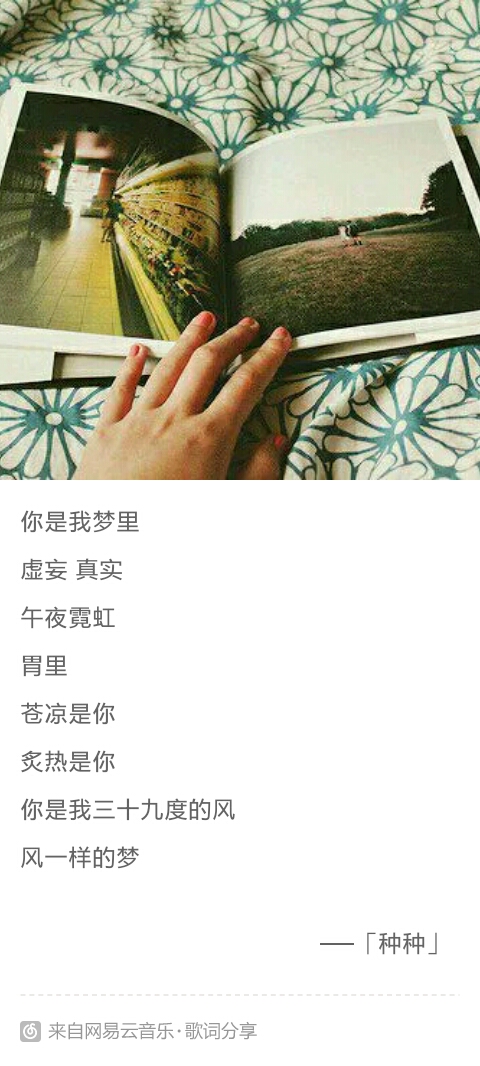 你是我梦里
虚妄 真实
午夜霓虹
胃里
苍凉是你
炙热是你
你是我三十九度的风
风一样的梦
——「种种」
来自网易云音乐·歌词分享